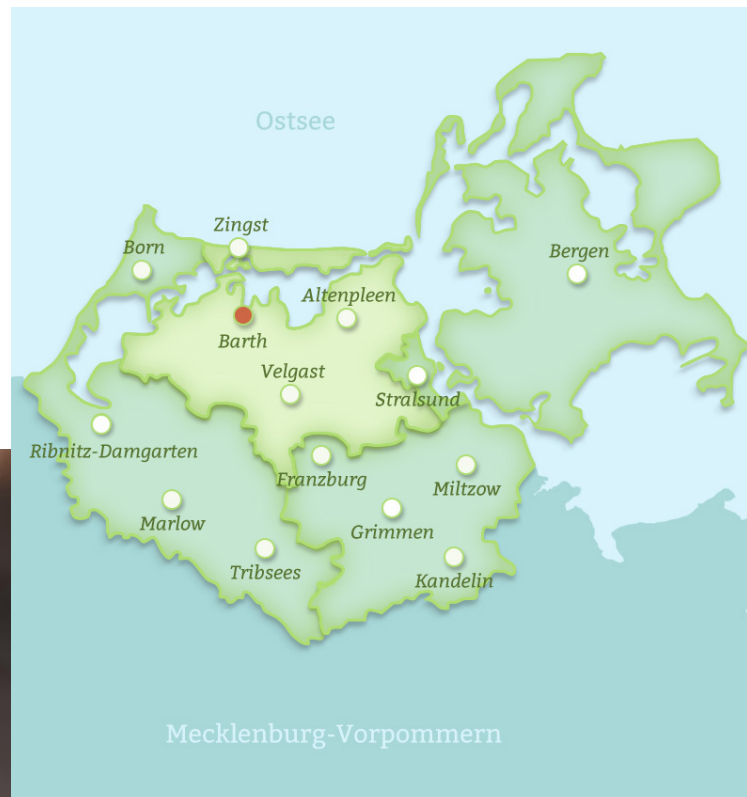 Ostsee
Zingst
Born
Bergen
Altenpleen
Barth
Velgast
Stralsund
Ribnitz-Damgarten
Franzburg
Miltzow
Marlow
Grimmen
Tribsees
Kandelin
Mecklenburg-Vorpommern